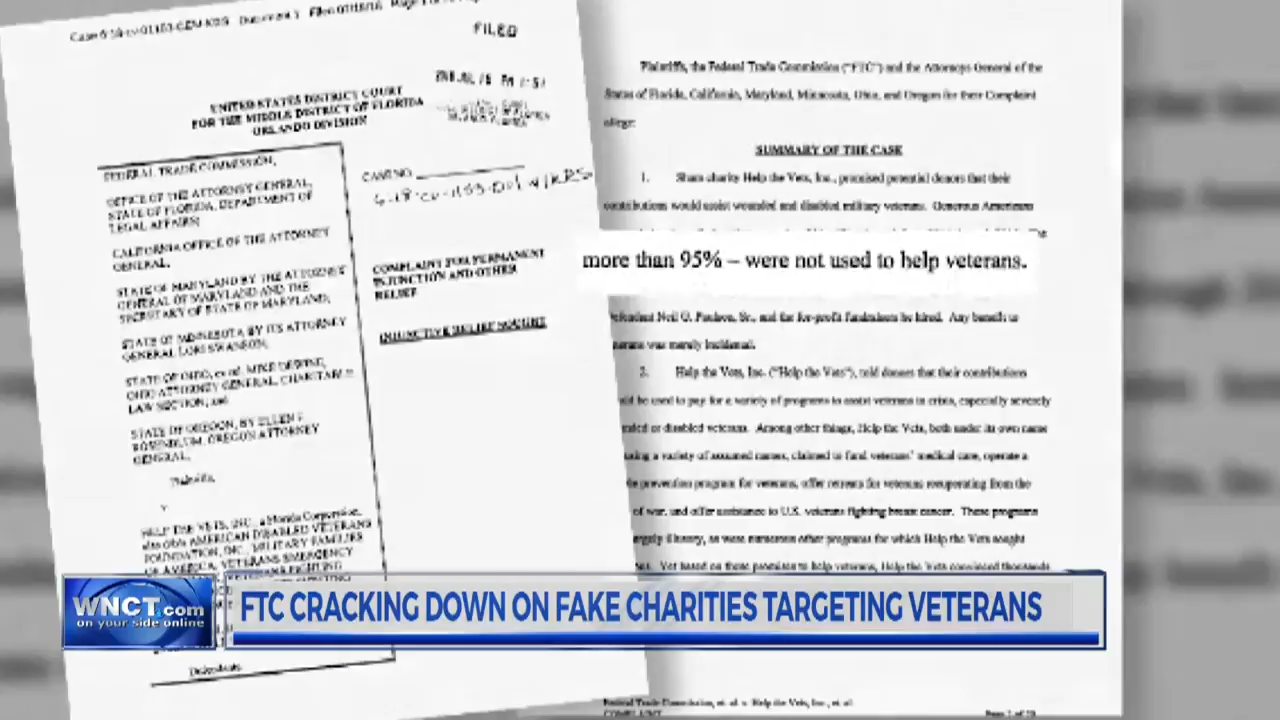 FILED
UNITED STATES DISTRICT COURT
FOR THE MIDDLE DISTRICT OF FLORIDA
ORLANDO DIVISION
FEDERAL TRADE COMMISSION,
OFFICE OF THE ATTORNEY GENERAL,
STATE OF FLORIDA, DEPARTMENT OF
LEGAL AFFAIRS;
CALIFORNIA OFFICE OF THE ATTORNEY
GENERAL,
STATE OF MARYLAND BY THE ATTORNEY
GENERAL OF MARYLAND AND THE
SECRETARY OF STATE OF MARYLAND;
STATE OF MINNESOTA, BY ITS ATTORNEY
GENERAL LORI SWANSON;
STATE OF OHIO, ex rel. MIKE DEWINE,
OHIO ATTORNEY GENERAL, CHARITABLE
LAW SECTION; and
STATE OF OREGON, BY ELLEN F.
ROSENBLUM, OREGON ATTORNEY
GENERAL,
Plaintiffs,
v.
HELP THE VETS, INC., a Florida Corporation,
also d/b/a AMERICAN DISABLED VETERANS
FOUNDATION, INC., MILITARY FAMILIES
OF AMERICA, VETERANS EMERGENCY
Defendants.
CASE NO.
COMPLAINT FOR PERMANENT
INJUNCTION AND OTHER
RELIEF
INJUNCTIVE RELIEF SOUGHT
Plaintiffs, the Federal Trade Commission ("FTC") and the Attorneys General of the
States of Florida, California, Maryland, Minnesota, Ohio, and Oregon for their Complaint
allege:
SUMMARY OF THE CASE
1. Sham charity Help the Vets, Inc., promised potential donors that their
contributions would assist wounded and disabled military veterans. Generous Americans
more than 95% – were not used to help veterans.
Defendant Neil G. Paulson, Sr., and the for-profit fundraisers he hired. Any benefit to
veterans was merely incidental.
2. Help the Vets, Inc. ("Help the Vets"), told donors that their contributions
be used to pay for a variety of programs to assist veterans in crisis, especially severely
or disabled veterans. Among other things, Help the Vets, both under its own name
using a variety of assumed names, claimed to fund veterans' medical care, operate a
prevention program for veterans, offer retreats for veterans recuperating from the
of war, and offer assistance to U.S. veterans fighting breast cancer. These programs
largely illusory, as were numerous other programs for which Help the Vets sought
Yet based on these promises to help veterans, Help the Vets convinced thousands
WNCT.com
on your side online
FTC CRACKING DOWN ON FAKE CHARITIES TARGETING VETERANS
Federal Trade Commission, et al. v. Help the Vets, Inc., et al.
COMPLAINT